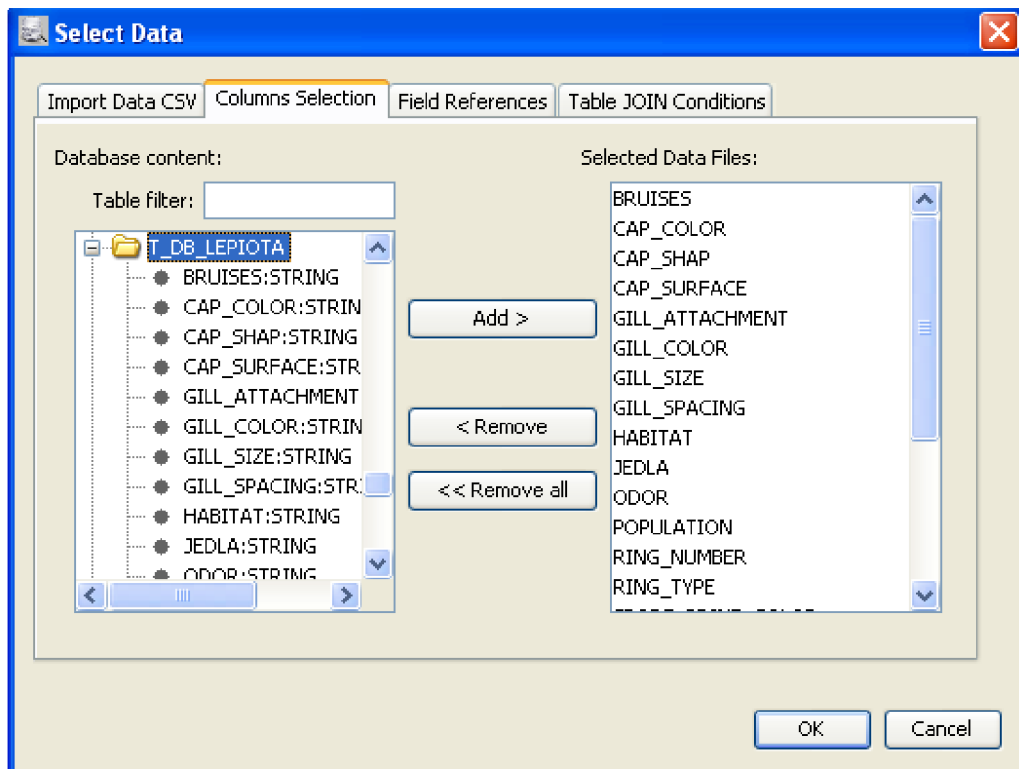 Select Data
Import Data CSV
Columns Selection
Field References
Table JOIN Conditions
Database content:
Table filter:
T_DB_LEPIOTA
BRUISES:STRING
CAP_COLOR:STRIN
CAP_SHAP:STRING
CAP_SURFACE:STR
GILL_ATTACHMENT
GILL_COLOR:STRIN
GILL_SIZE:STRING
GILL_SPACING:STR
HABITAT:STRING
JEDLA:STRING
ODOR:STRING
Add >
< Remove
<< Remove all
Selected Data Files:
BRUISES
CAP_COLOR
CAP_SHAP
CAP_SURFACE
GILL_ATTACHMENT
GILL_COLOR
GILL_SIZE
GILL_SPACING
HABITAT
JEDLA
ODOR
POPULATION
RING_NUMBER
RING_TYPE
OK
Cancel